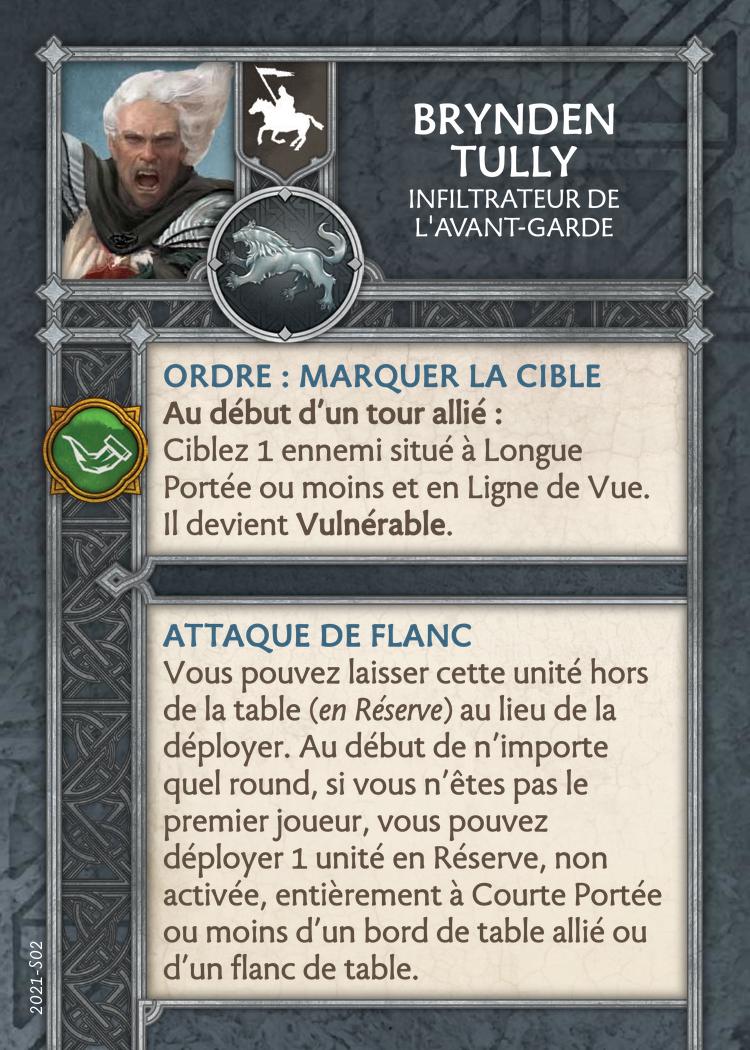 BRYNDEN
TULLY
INFILTRATEUR DE
L'AVANT-GARDE
ORDRE : MARQUER LA CIBLE
Au début d’un tour allié :
Ciblez 1 ennemi situé à Longue
Portée ou moins et en Ligne de Vue.
Il devient Vulnérable.
ATTAQUE DE FLANC
Vous pouvez laisser cette unité hors
de la table (en Réserve) au lieu de la
déployer. Au début de n’importe
quel round, si vous n’êtes pas le
premier joueur, vous pouvez
déployer 1 unité en Réserve, non
activée, entièrement à Courte Portée
ou moins d’un bord de table allié ou
d’un flanc de table.
2021-S02